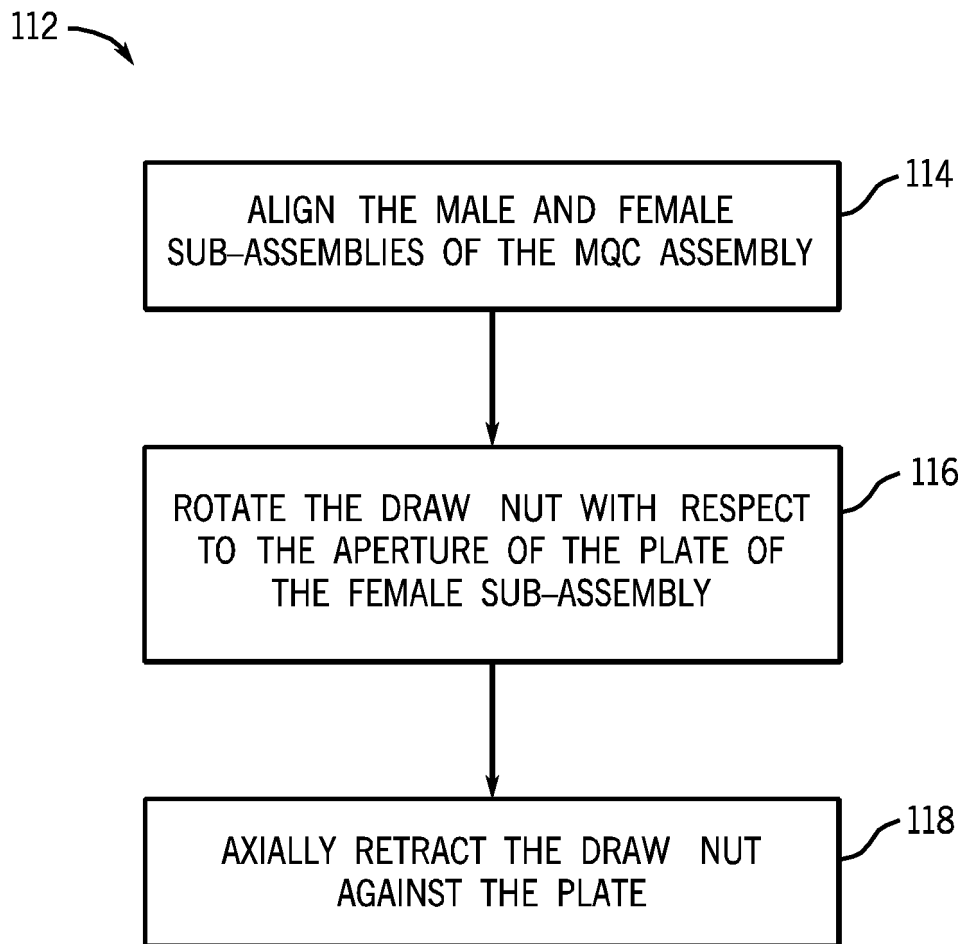 112
114
ALIGN THE MALE AND FEMALE
SUB–ASSEMBLIES OF THE MQC ASSEMBLY
116
ROTATE THE DRAW NUT WITH RESPECT
TO THE APERTURE OF THE PLATE OF
THE FEMALE SUB–ASSEMBLY
118
AXIALLY RETRACT THE DRAW NUT
AGAINST THE PLATE